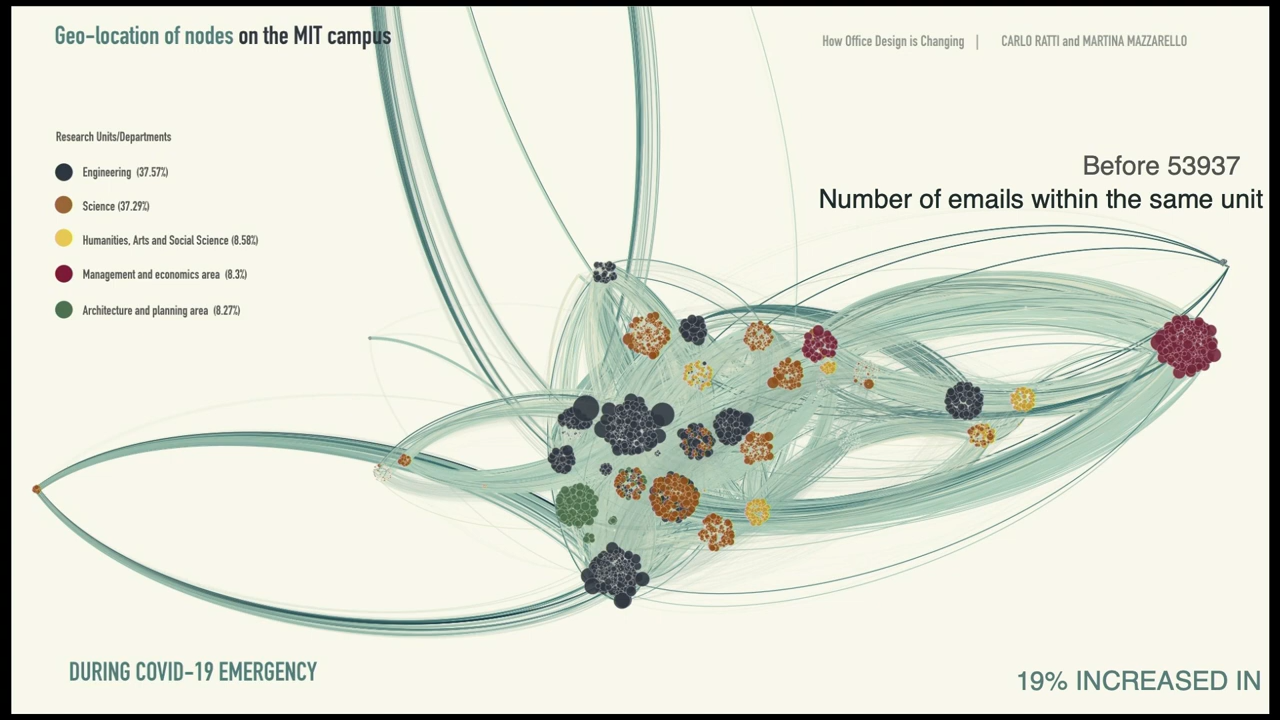 Geo-location of nodes on the MIT campus
How Office Design is Changing | CARLO RATTI and MARTINA MAZZARELLO
Research Units/Departments
Engineering (37.57%)
Science (37.29%)
Humanities, Arts and Social Science (8.58%)
Management and economics area (8.3%)
Architecture and planning area (8.27%)
Before 53937
Number of emails within the same unit
DURING COVID-19 EMERGENCY
19% INCREASED IN